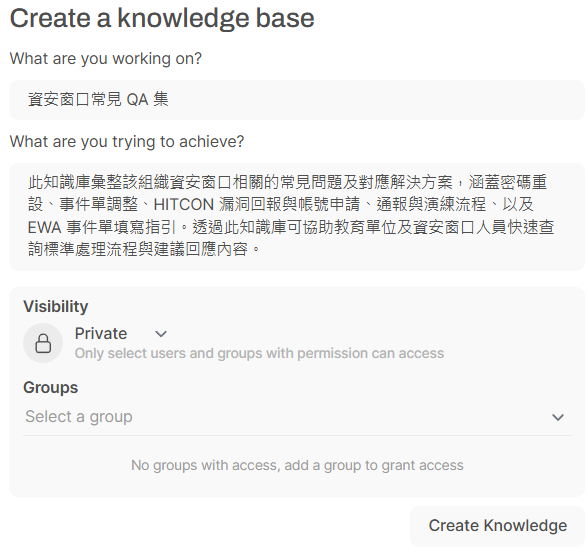 Create a knowledge base
What are you working on?
資安窗口常見 QA 集
What are you trying to achieve?
此知識庫彙整該組織資安窗口相關的常見問題及對應解決方案，涵蓋密碼重
設、事件單調整、HITCON 漏洞回報與帳號申請、通報與演練流程、以及
EWA 事件單填寫指引。透過此知識庫可協助教育單位及資安窗口人員快速查
詢標準處理流程與建議回應內容。
Visibility
Private
Only select users and groups with permission can access
Groups
Select a group
No groups with access, add a group to grant access
Create Knowledge